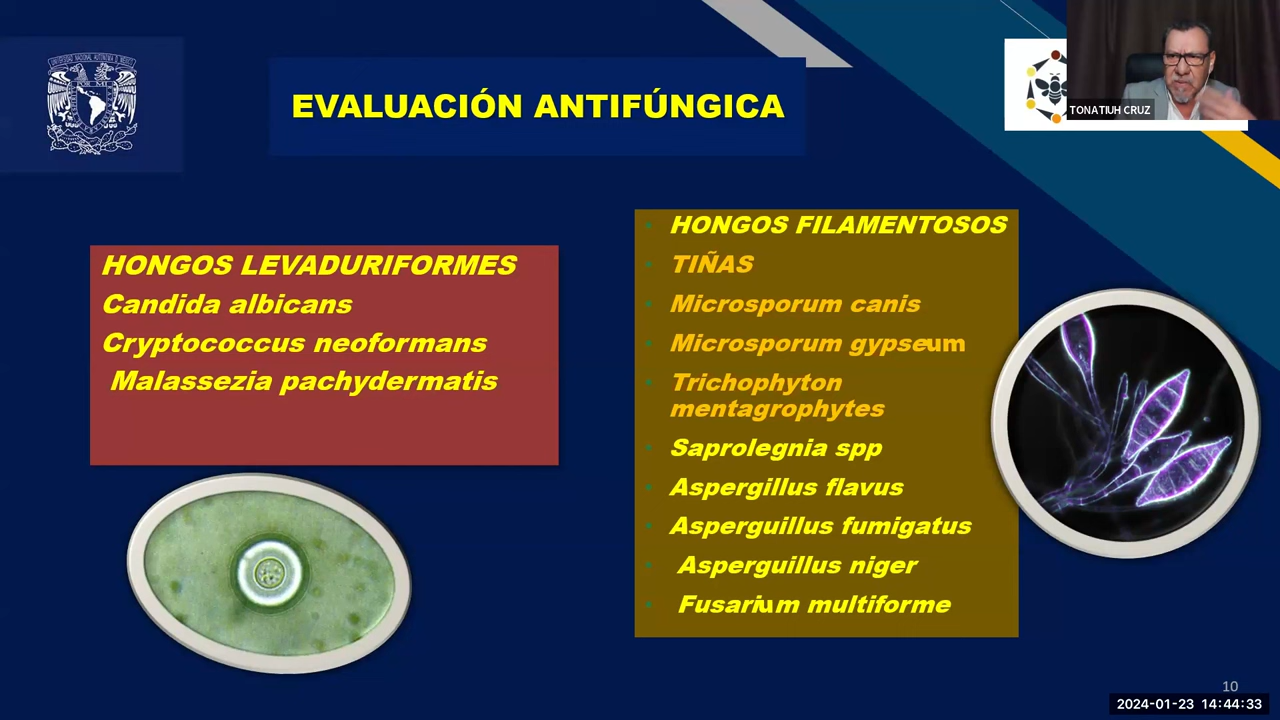 EVALUACIÓN ANTIFÚNGICA
TONATIUH CRUZ
HONGOS LEVADURIFORMES
Candida albicans
Cryptococcus neoformans
Malassezia pachydermatis
HONGOS FILAMENTOSOS
TIÑAS
Microsporum canis
Microsporum gypseum
Trichophyton
mentagrophytes
Saprolegnia spp
Aspergillus flavus
Asperguillus fumigatus
Asperguillus niger
Fusarium multiforme
10
2024-01-23 14:44:33